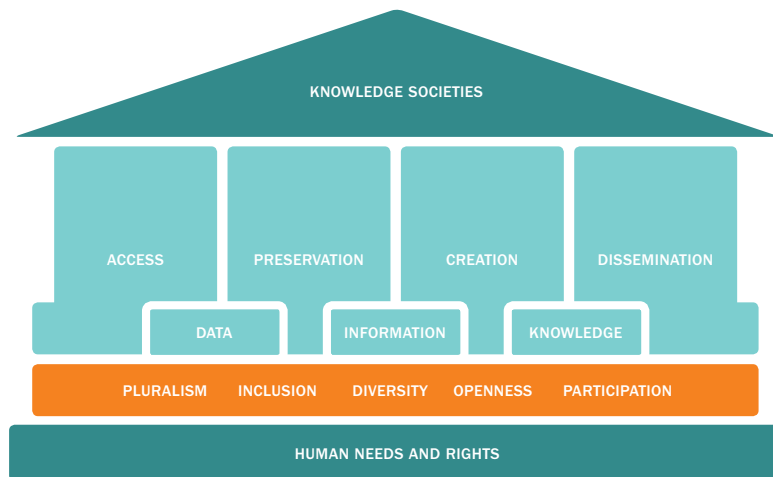 KNOWLEDGE SOCIETIES
ACCESS PRESERVATION CREATION DISSEMINATION
DATA INFORMATION KNOWLEDGE
PLURALISM INCLUSION DIVERSITY OPENNESS PARTICIPATION
HUMAN NEEDS AND RIGHTS